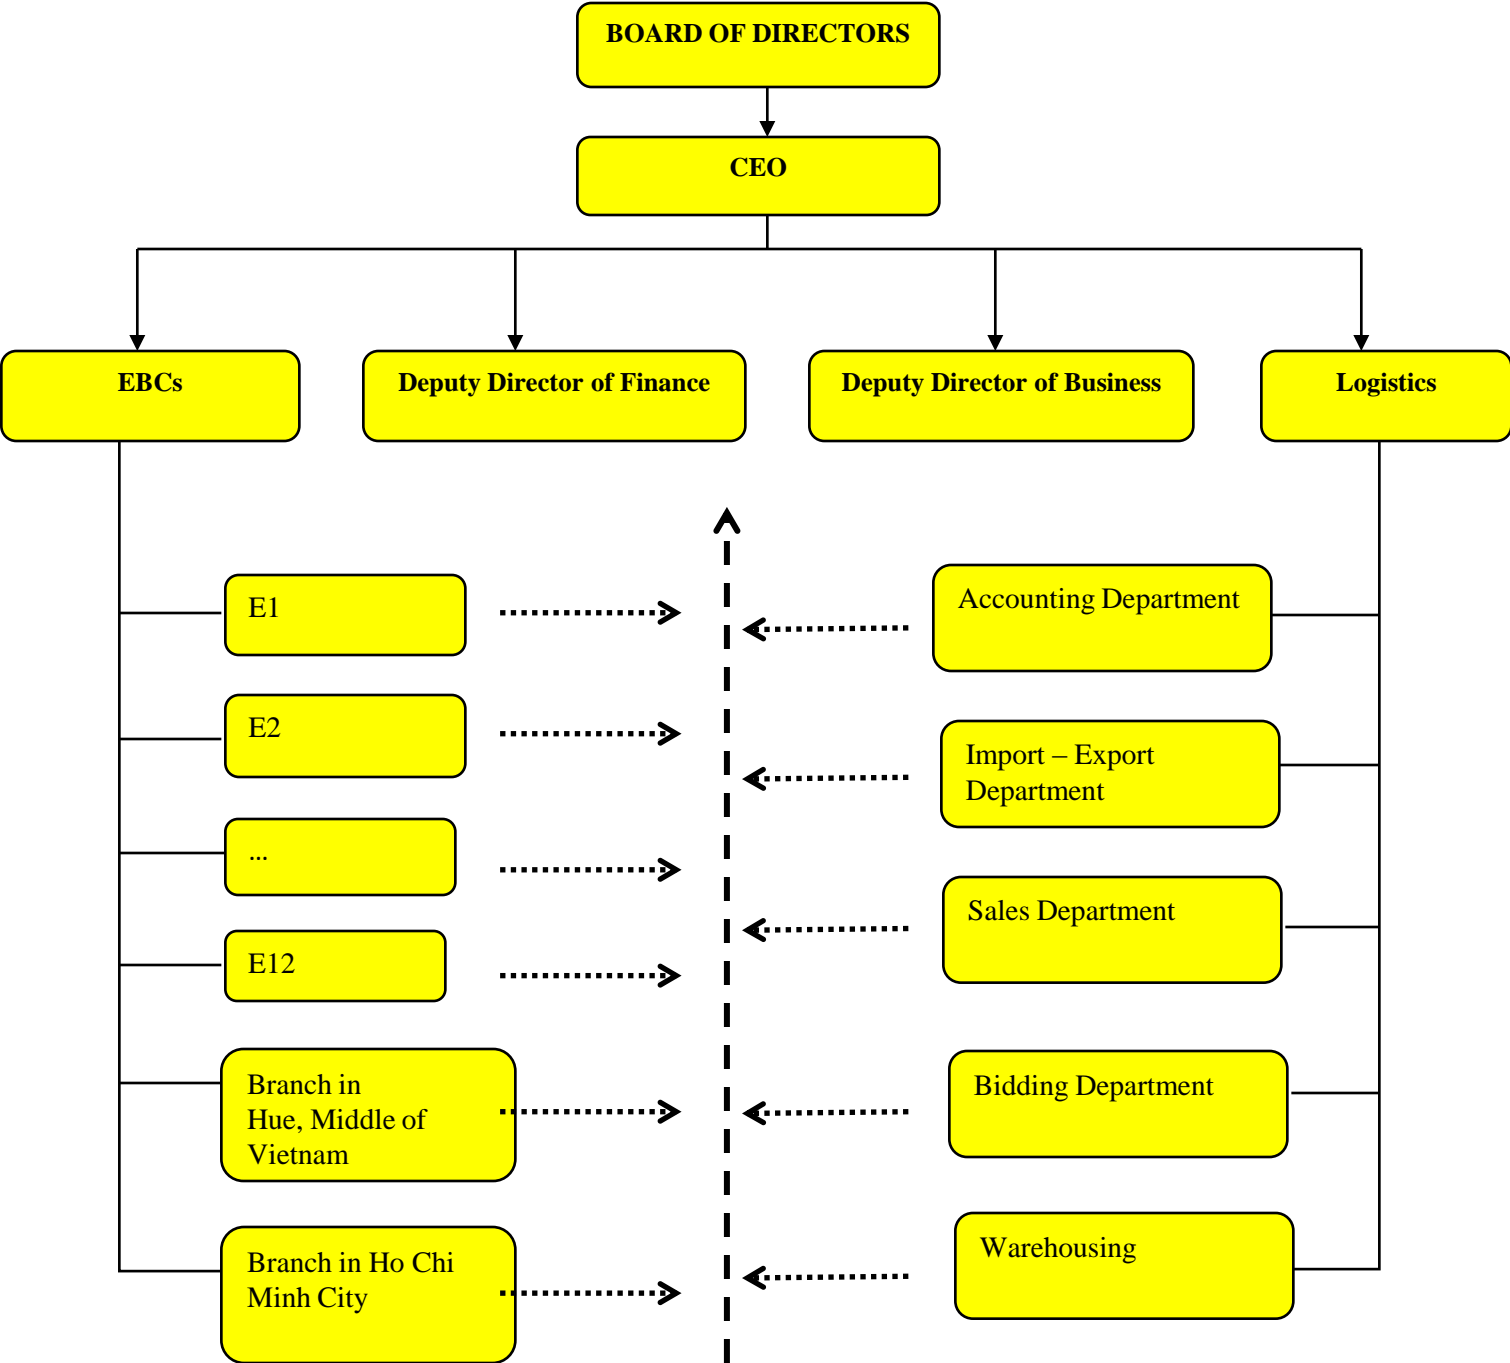 BOARD OF DIRECTORS
CEO
EBCs
Deputy Director of Finance
Deputy Director of Business
Logistics
E1
E2
...
E12
Branch in
Hue, Middle of
Vietnam
Branch in Ho Chi
Minh City
Accounting Department
Import – Export
Department
Sales Department
Bidding Department
Warehousing